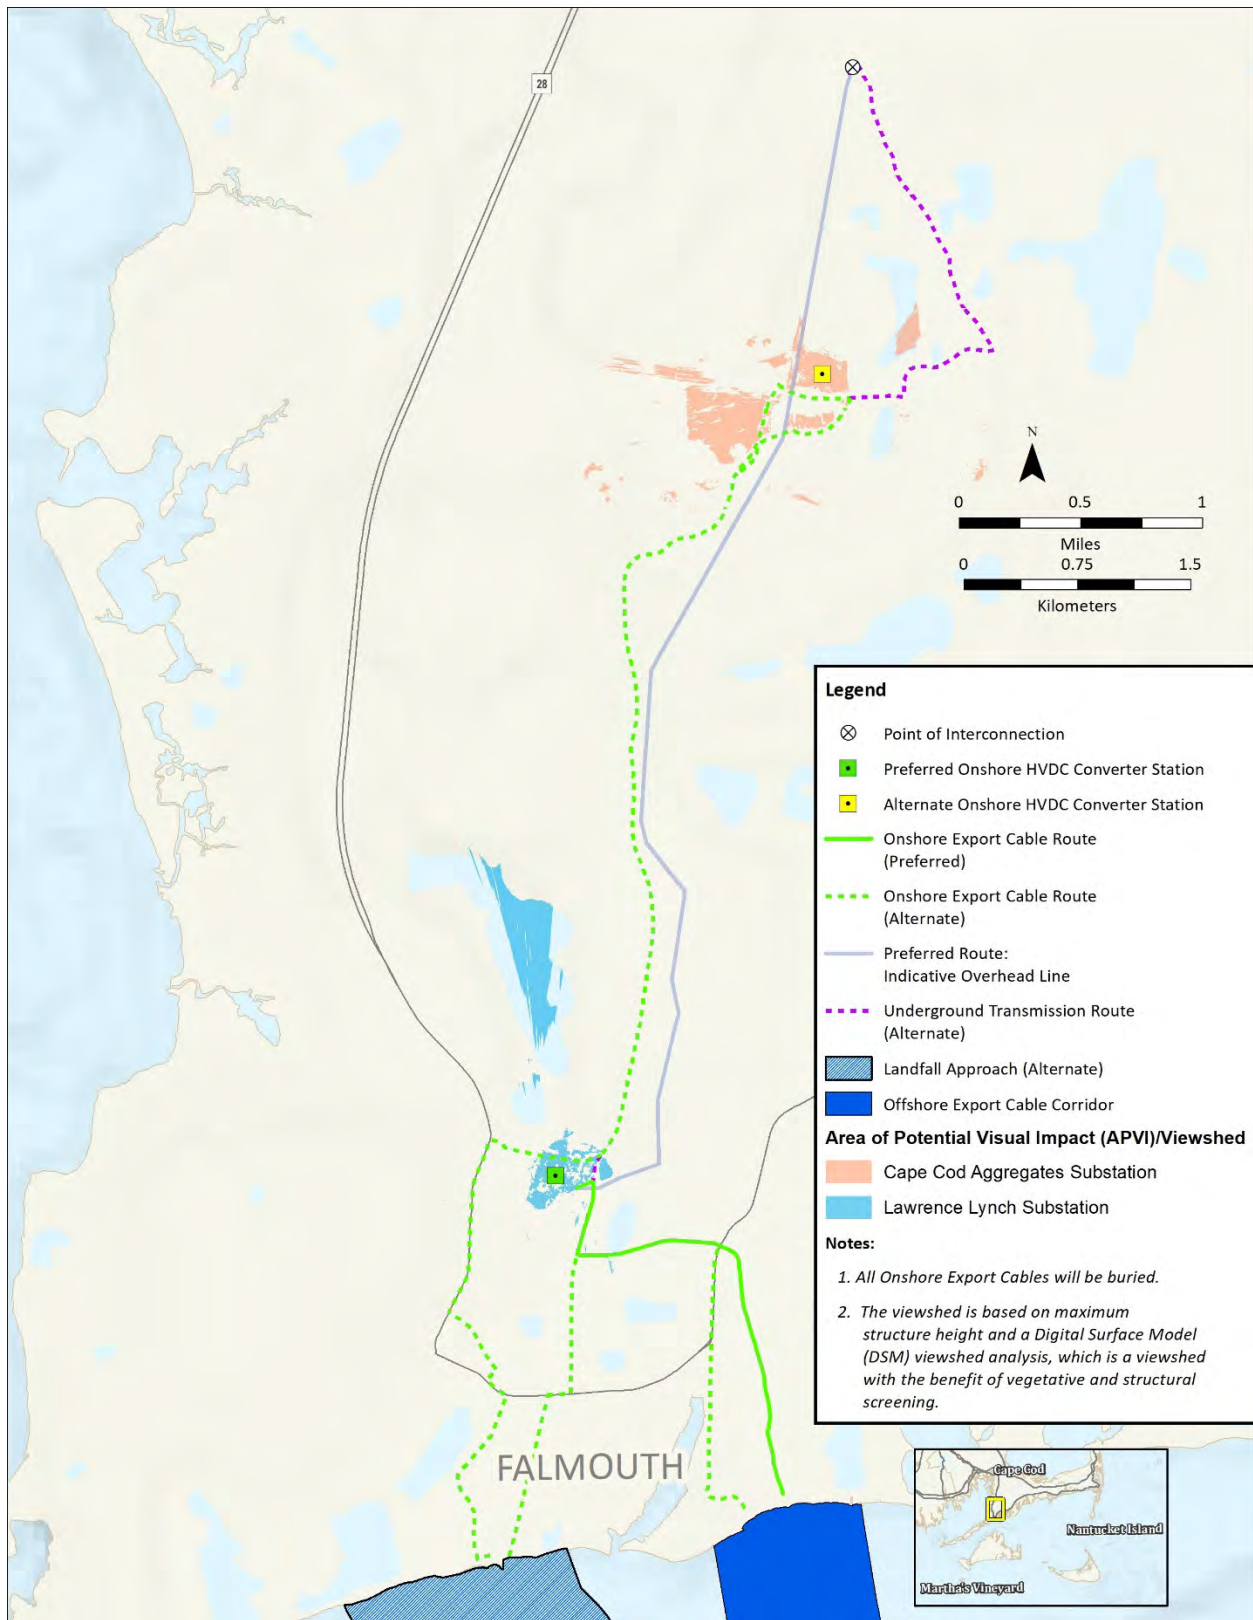 28
N
0 0.5 1
Miles
0 0.75 1.5
Kilometers
Legend
Point of Interconnection
Preferred Onshore HVDC Converter Station
Alternate Onshore HVDC Converter Station
Onshore Export Cable Route
(Preferred)
Onshore Export Cable Route
(Alternate)
Preferred Route:
Indicative Overhead Line
Underground Transmission Route
(Alternate)
Landfall Approach (Alternate)
Offshore Export Cable Corridor
Area of Potential Visual Impact (APVI)/Viewshed
Cape Cod Aggregates Substation
Lawrence Lynch Substation
Notes:
1. All Onshore Export Cables will be buried.
2. The viewshed is based on maximum
structure height and a Digital Surface Model
(DSM) viewshed analysis, which is a viewshed
with the benefit of vegetative and structural
screening.
FALMOUTH
Cape Cod
Nantucket Island
Martha's Vineyard